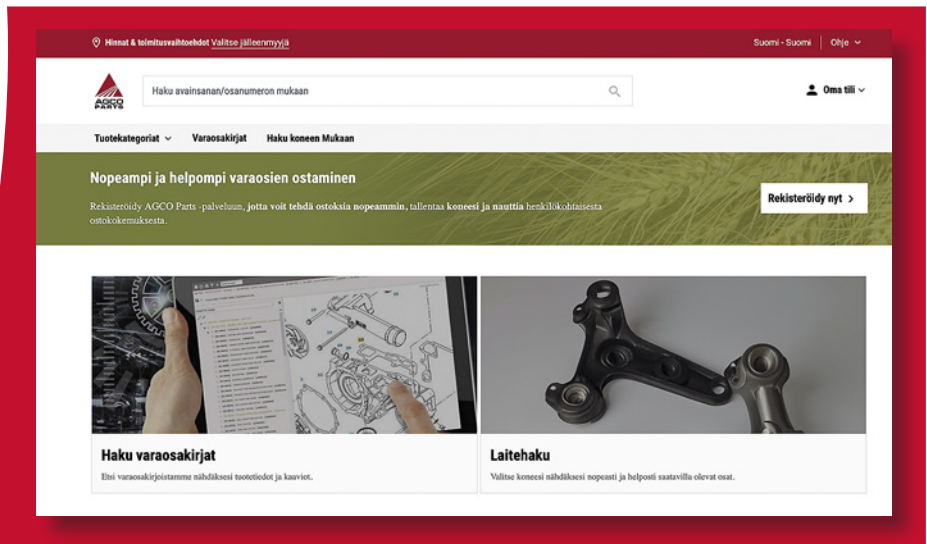 Hinnat & toimitusvaihtoehdot Valitse jälleenmyyjä
Suomi - Suomi
Ohje
AGCO
PARTS
Haku avainsanan/osanumeron mukaan
Oma tili
Tuotekategoriat
Varaosakirjat
Haku koneen Mukaan
Nopeampi ja helpompi varaosien ostaminen
Rekisteröidy AGCO Parts -palveluun, jotta voit tehdä ostoksia nopeammin, tallentaa koneesi ja nauttia henkilökohtaisesta
ostokokemuksesta.
Rekisteröidy nyt >
Haku varaosakirjat
Etsi varaosakirjoistamme nähdäksesi tuotetiedot ja kaaviot.
Laitehaku
Valitse koneesi nähdäksesi nopeasti ja helposti saatavilla olevat osat.